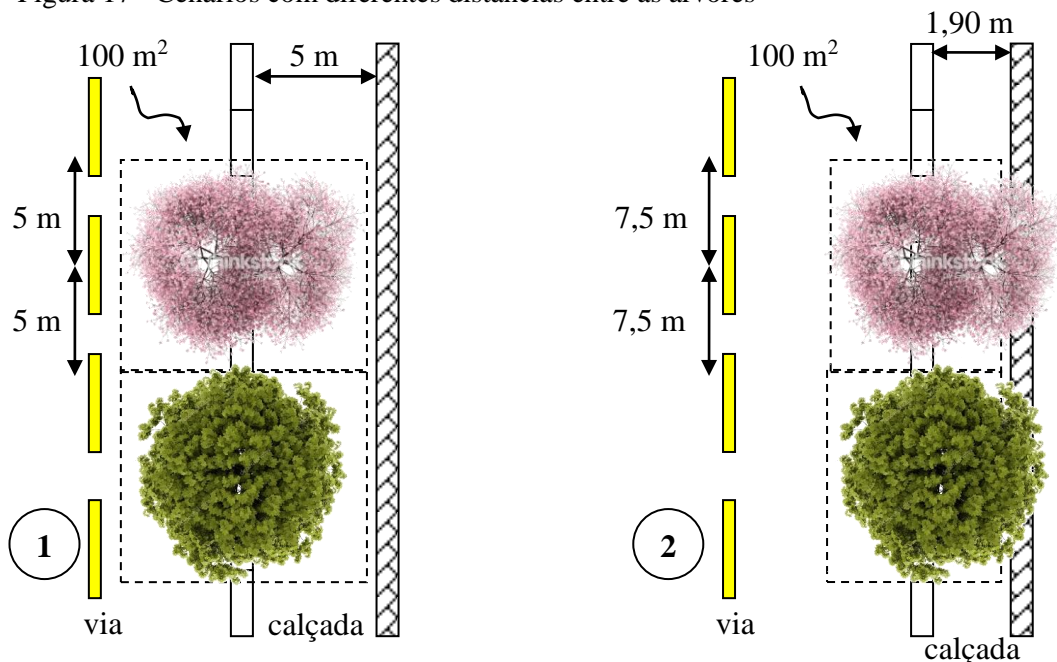 Figura 17 - Cenários com diferentes distâncias entre as árvores
100 m²
5 m
5 m
5 m
1
via
calçada
1,90 m
100 m²
7,5 m
7,5 m
2
via
calçada